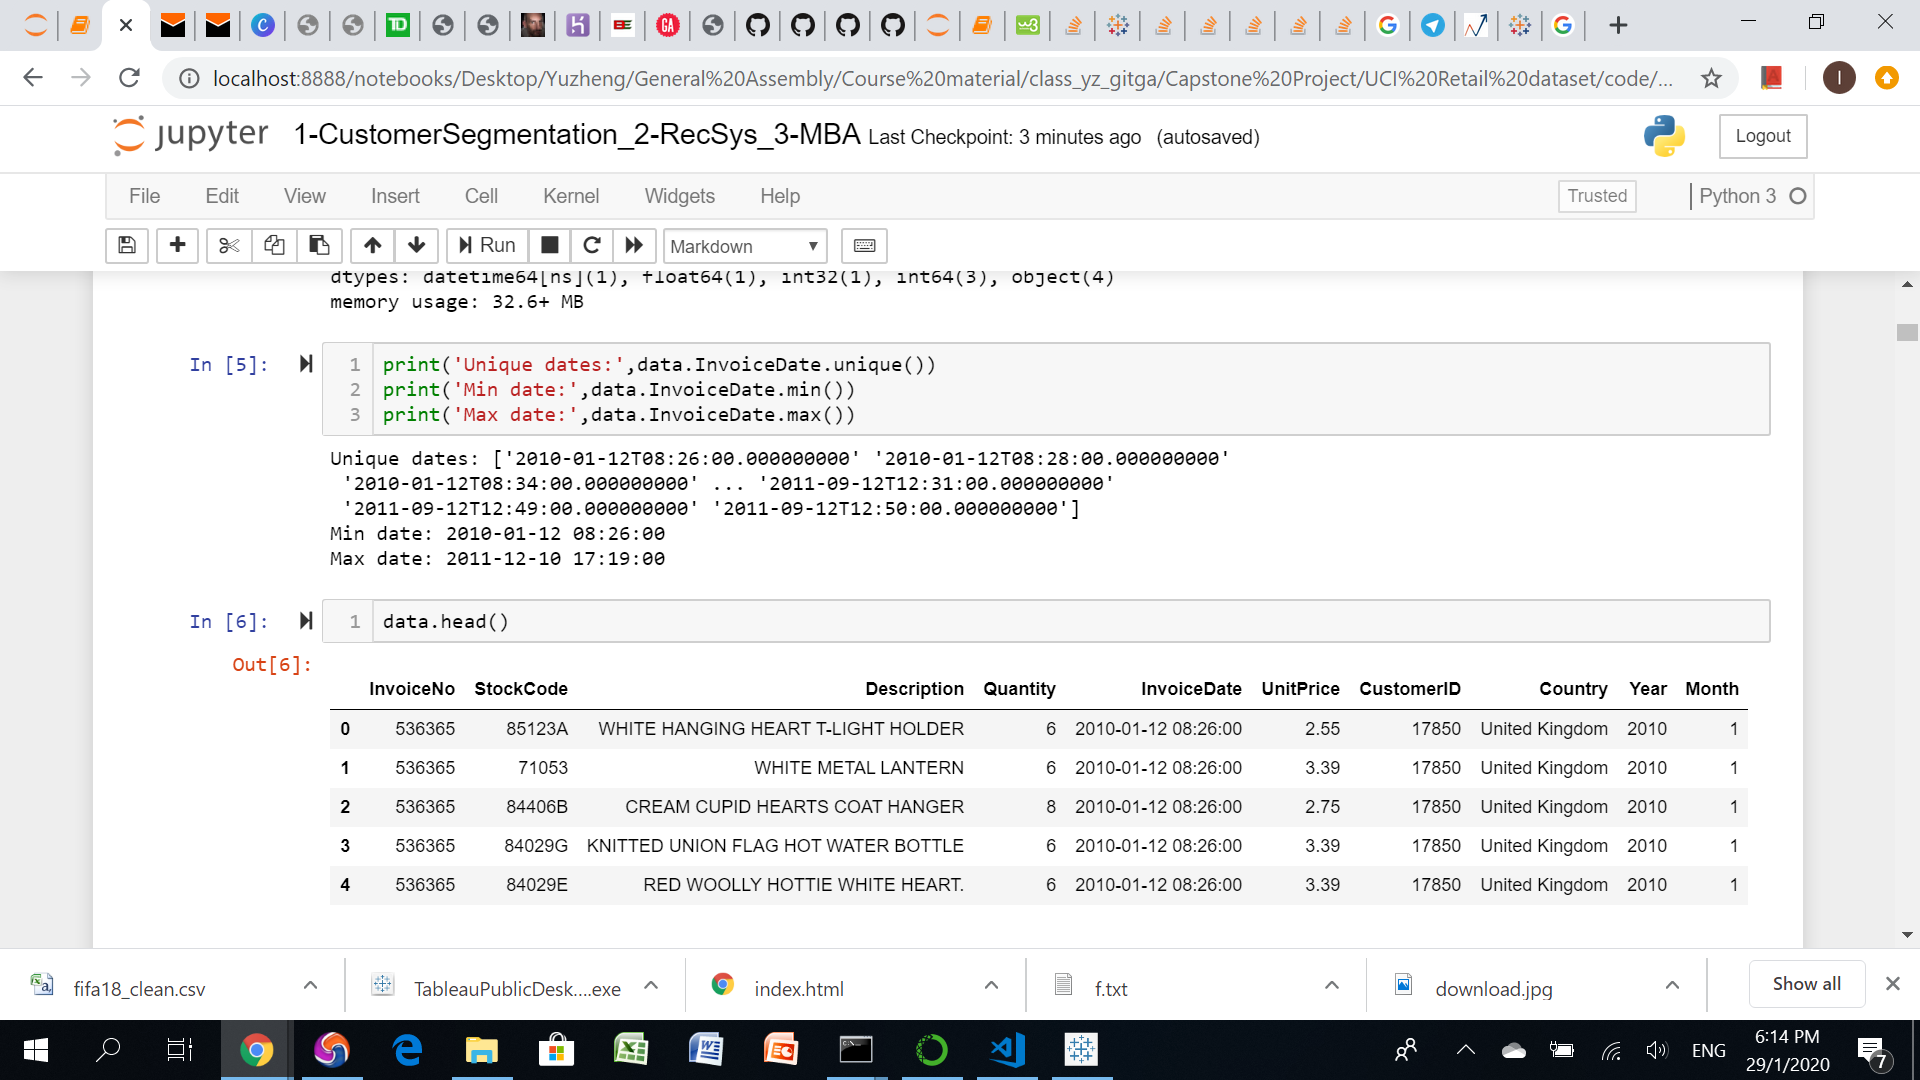 localhost:8888/notebooks/Desktop/Yuzheng/General%20Assembly/Course%20material/class_yz_gitga/Capstone%20Project/UCI%20Retail%20dataset/code/...
jupyter 1-CustomerSegmentation_2-RecSys_3-MBA Last Checkpoint: 3 minutes ago (autosaved) Logout
File Edit View Insert Cell Kernel Widgets Help Trusted Python 3
Run Markdown
dtypes: datetime64[ns](1), float64(1), int32(1), int64(3), object(4)
memory usage: 32.6+ MB
In [5]: 1 print('Unique dates:',data.InvoiceDate.unique())
2 print('Min date:',data.InvoiceDate.min())
3 print('Max date:',data.InvoiceDate.max())
Unique dates: ['2010-01-12T08:26:00.000000000' '2010-01-12T08:28:00.000000000'
'2010-01-12T08:34:00.000000000' ... '2011-09-12T12:31:00.000000000'
'2011-09-12T12:49:00.000000000' '2011-09-12T12:50:00.000000000']
Min date: 2010-01-12 08:26:00
Max date: 2011-12-10 17:19:00
In [6]: 1 data.head()
Out[6]:
InvoiceNo StockCode Description Quantity InvoiceDate UnitPrice CustomerID Country Year Month
0 536365 85123A WHITE HANGING HEART T-LIGHT HOLDER 6 2010-01-12 08:26:00 2.55 17850 United Kingdom 2010 1
1 536365 71053 WHITE METAL LANTERN 6 2010-01-12 08:26:00 3.39 17850 United Kingdom 2010 1
2 536365 84406B CREAM CUPID HEARTS COAT HANGER 8 2010-01-12 08:26:00 2.75 17850 United Kingdom 2010 1
3 536365 84029G KNITTED UNION FLAG HOT WATER BOTTLE 6 2010-01-12 08:26:00 3.39 17850 United Kingdom 2010 1
4 536365 84029E RED WOOLLY HOTTIE WHITE HEART. 6 2010-01-12 08:26:00 3.39 17850 United Kingdom 2010 1
fifa18_clean.csv TableauPublicDesk....exe index.html f.txt download.jpg Show all
ENG 6:14 PM
29/1/2020 7